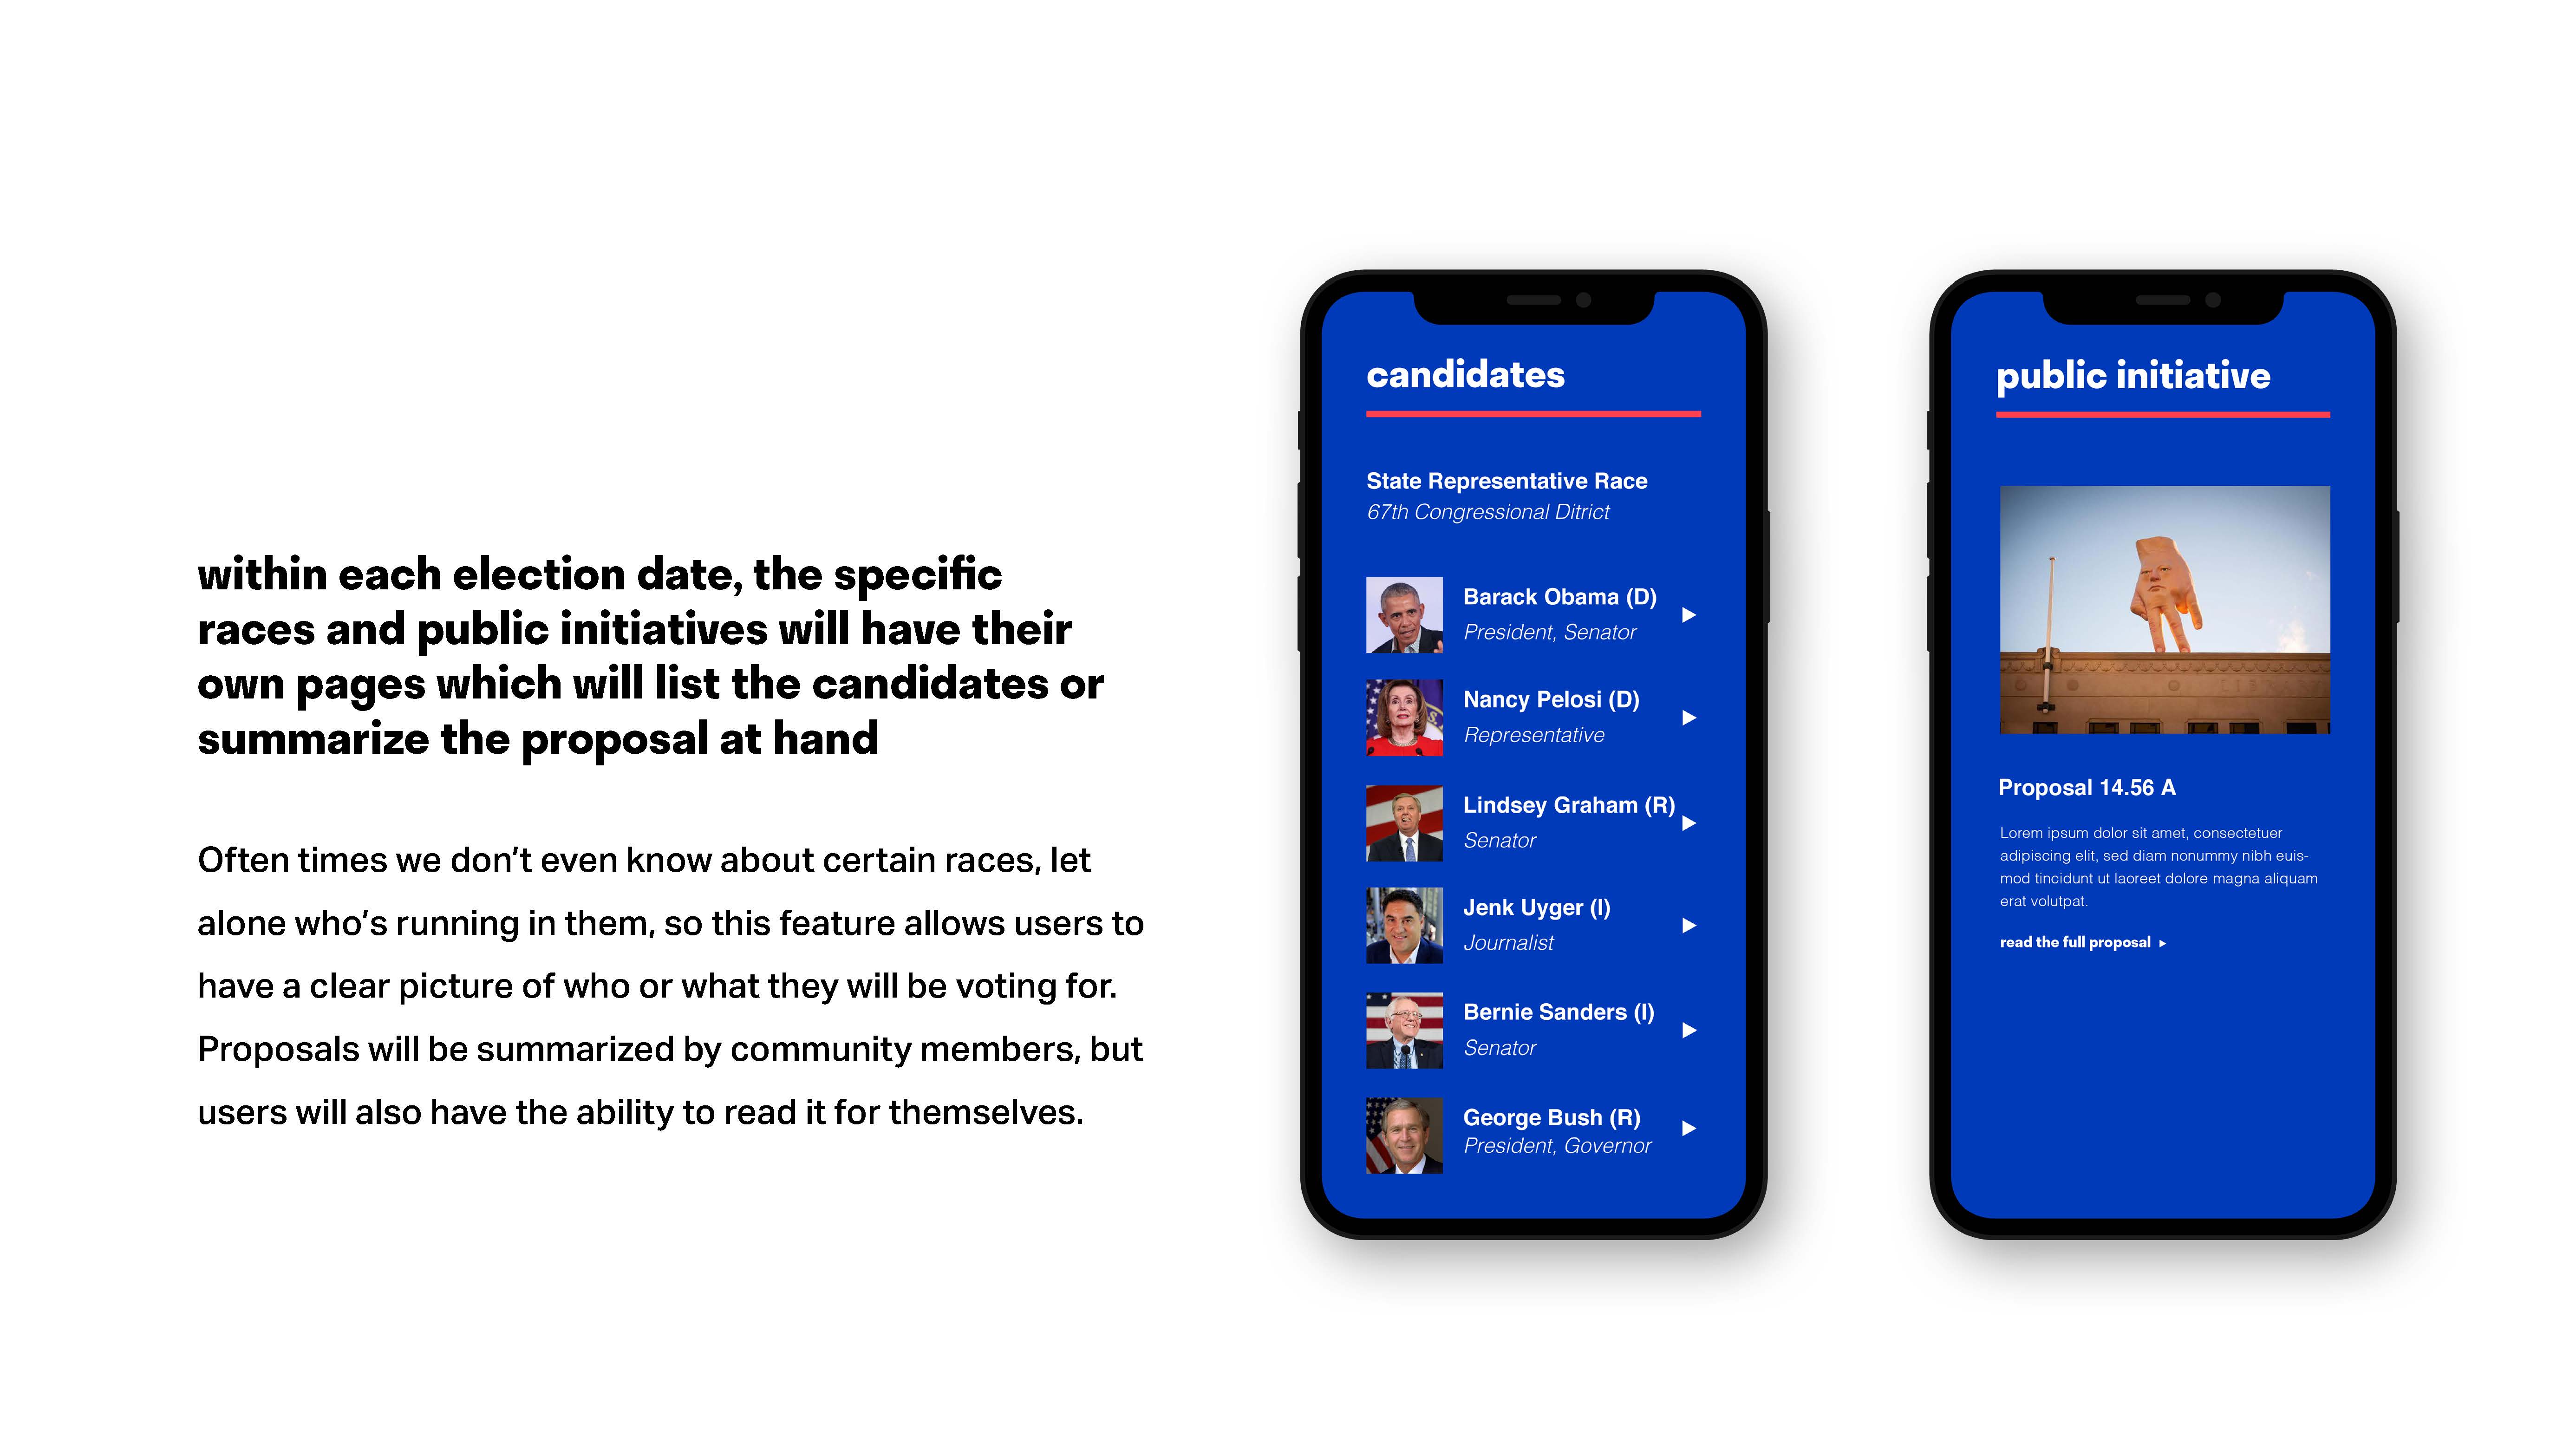 within each election date, the specific
races and public initiatives will have their
own pages which will list the candidates or
summarize the proposal at hand
Often times we don’t even know about certain races, let
alone who’s running in them, so this feature allows users to
have a clear picture of who or what they will be voting for.
Proposals will be summarized by community members, but
users will also have the ability to read it for themselves.
candidates
State Representative Race
67th Congressional Ditrict
Barack Obama (D)
President, Senator
Nancy Pelosi (D)
Representative
Lindsey Graham (R)
Senator
Jenk Uyger (I)
Journalist
Bernie Sanders (I)
Senator
George Bush (R)
President, Governor
public initiative
Proposal 14.56 A
Lorem ipsum dolor sit amet, consectetuer
adipiscing elit, sed diam nonummy nibh euis-
mod tincidunt ut laoreet dolore magna aliquam
erat volutpat.
read the full proposal